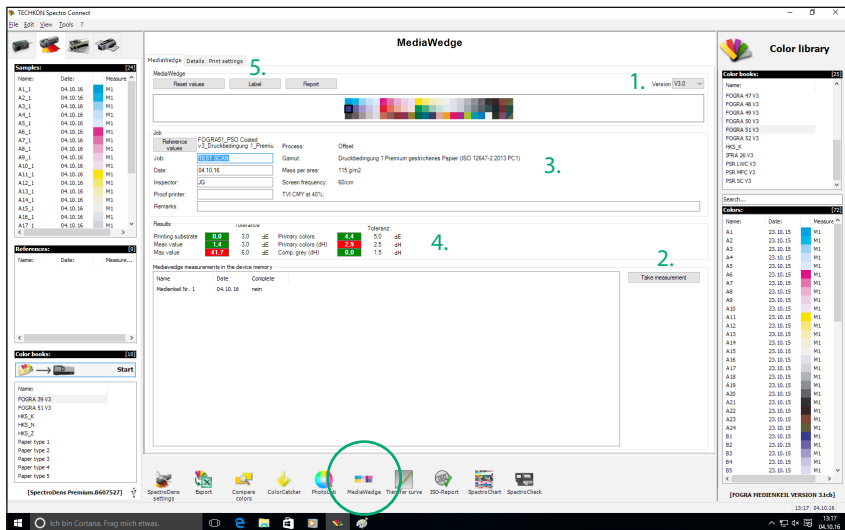 TECHKON Spectro Connect
File Edit View Tools ?
Samples: [24]
Name: Date: Measure
A1_1 04.10.16 M1
A2_1 04.10.16 M1
A3_1 04.10.16 M1
A4_1 04.10.16 M1
A5_1 04.10.16 M1
A6_1 04.10.16 M1
A7_1 04.10.16 M1
A8_1 04.10.16 M1
A9_1 04.10.16 M1
A10_1 04.10.16 M1
A11_1 04.10.16 M1
A12_1 04.10.16 M1
A13_1 04.10.16 M1
A14_1 04.10.16 M1
A15_1 04.10.16 M1
A16_1 04.10.16 M1
A17_1 04.10.16 M1
References: [0]
Name: Date: Measure...
Color books: [10]
Start
Name:
FOGRA 39 V3
FOGRA 51 V3
HKS_K
HKS_N
HKS_Z
Paper type 1
Paper type 2
Paper type 3
Paper type 4
Paper type 5
[SpectroDens Premium.B607527]
MediaWedge
MediaWedge Details Print settings
5.
MediaWedge
Reset values Label Report
1. Version V3.0
Job
Reference values
FOGRA51_PSO Coated
v3_Druckbedingung 1_Premiu
Process: Offset
Job: TEST SCAN
Gamut: Druckbedingung 1 Premium gestrichenes Papier (ISO 12647-2:2013 PC1)
3.
Date: 04.10.16
Mass per area: 115 g/m2
Inspector: JG
Screen frequency: 60/cm
Proof printer:
TVI CMY at 40%:
Remarks:
Results
Tolerance Toleranz:
Printing substrate 0,0 3.0 dE Primary colors 4,4 5.0 dE
Mean value 1,4 3.0 dE Primary colors (dH) 2,9 2.5 dH
Max value 41,7 6.0 dE Comp. grey (dH) 0,0 1.5 dH
4.
Mediawedge measurements in the device memory
2.
Name Date Complete
Take measurement
Medienkeil Nr. 1 04.10.16 nein
SpectroDens settings
Export
Compare colors
ColorCatcher
PhotoLab
MediaWedge
Transfer curve
ISO-Report
SpectroChart
SpectroCheck
Color library
Color books: [25]
Name:
FOGRA 47 V3
FOGRA 48 V3
FOGRA 49 V3
FOGRA 50 V3
FOGRA 51 V3
FOGRA 52 V3
HKS_K
IFRA 26 V3
PSR LWC V3
PSR MFC V3
PSR SC V3
Search...
Colors: [72]
Name: Date: Measure
A1 23.10.15 M1
A2 23.10.15 M1
A3 23.10.15 M1
A4 23.10.15 M1
A5 23.10.15 M1
A6 23.10.15 M1
A7 23.10.15 M1
A8 23.10.15 M1
A9 23.10.15 M1
A10 23.10.15 M1
A11 23.10.15 M1
A12 23.10.15 M1
A13 23.10.15 M1
A14 23.10.15 M1
A15 23.10.15 M1
A16 23.10.15 M1
A17 23.10.15 M1
A18 23.10.15 M1
A19 23.10.15 M1
A20 23.10.15 M1
A21 23.10.15 M1
A22 23.10.15 M1
A23 23.10.15 M1
A24 23.10.15 M1
B1 23.10.15 M1
B2 23.10.15 M1
B3 23.10.15 M1
B4 23.10.15 M1
B5 23.10.15 M1
[FOGRA MEDIENKEIL VERSION 3.tcb]
13:17 04.10.16
Ich bin Cortana. Frag mich etwas.
13:17
04.10.16